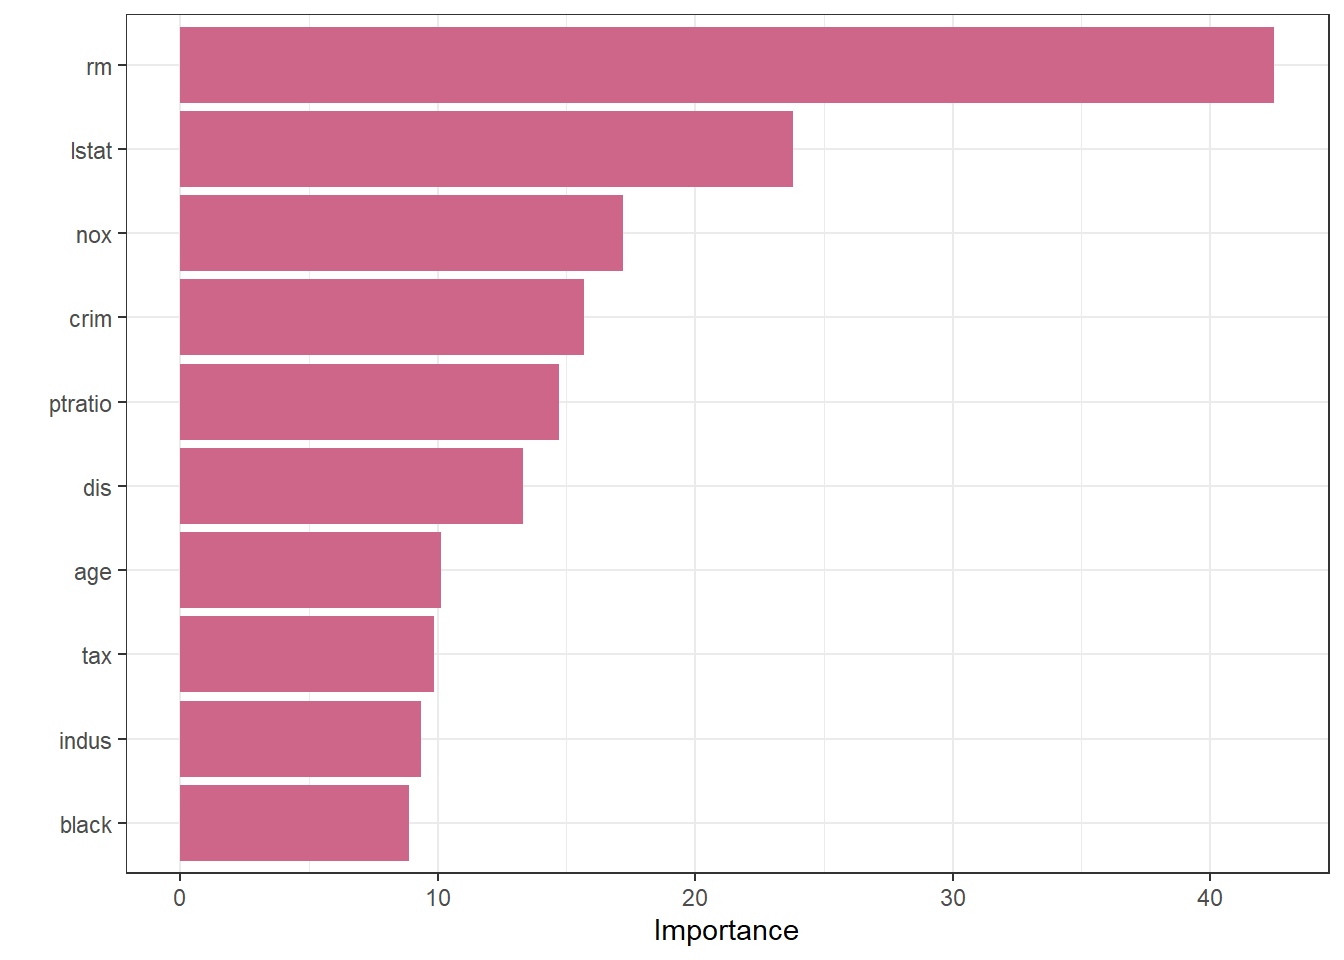 rm
lstat
nox
crim
ptratio
dis
age
tax
indus
black
0 10 20 30 40
Importance